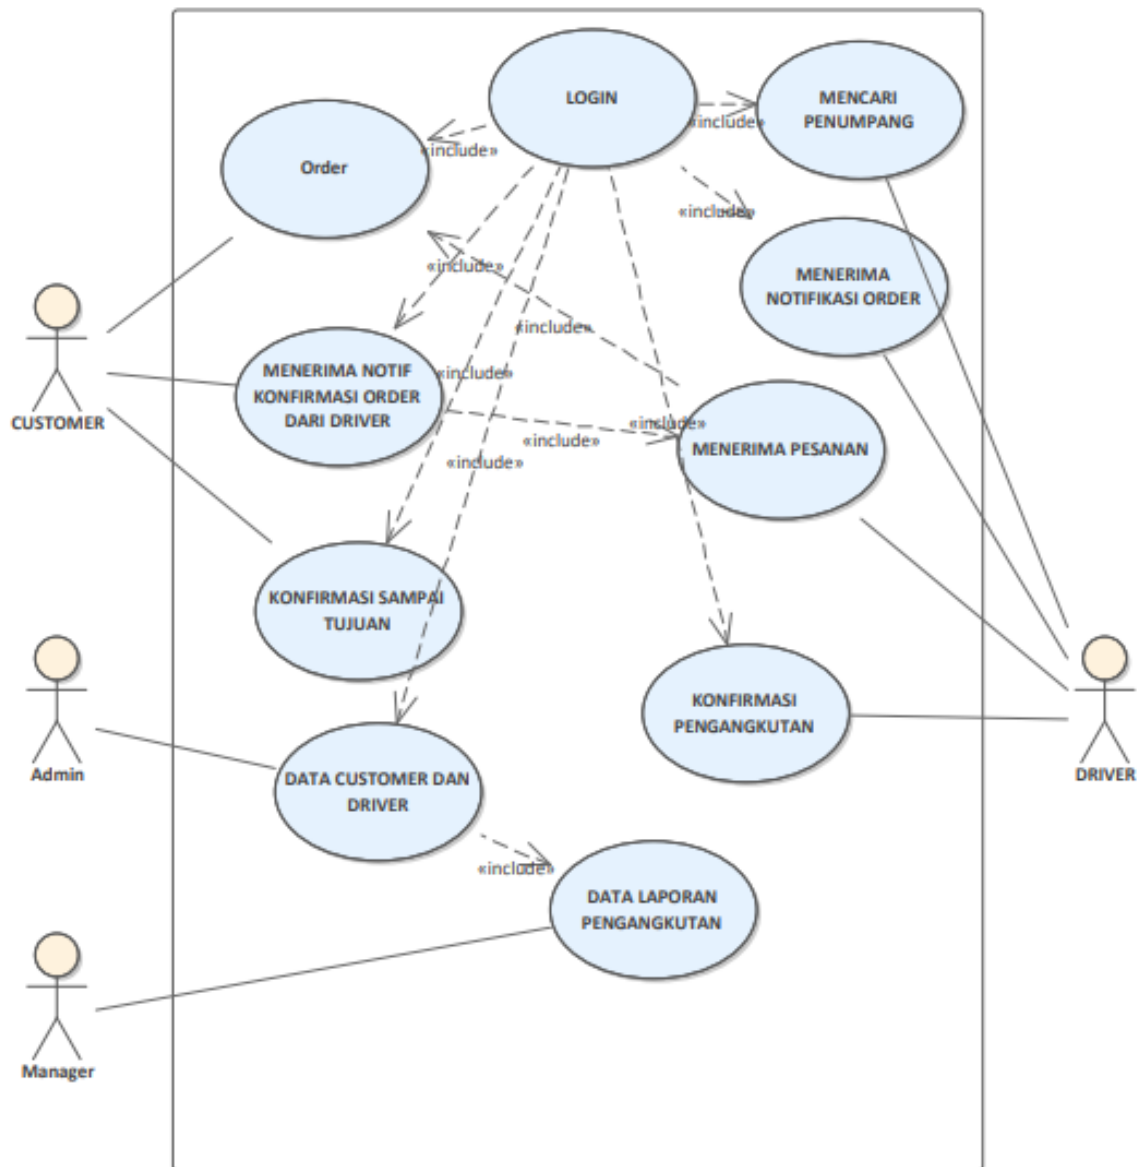 LOGIN
MENCARI
PENUMPANG
«include»
Order
«include»
«include»
MENERIMA
NOTIFIKASI ORDER
«include»
«include»
CUSTOMER
MENERIMA NOTIF
KONFIRMASI ORDER
DARI DRIVER
«include»
«include»
«include»
«include»
MENERIMA PESANAN
KONFIRMASI SAMPAI
TUJUAN
KONFIRMASI
PENGANGKUTAN
Admin
DRIVER
DATA CUSTOMER DAN
DRIVER
«include»
DATA LAPORAN
PENGANGKUTAN
Manager